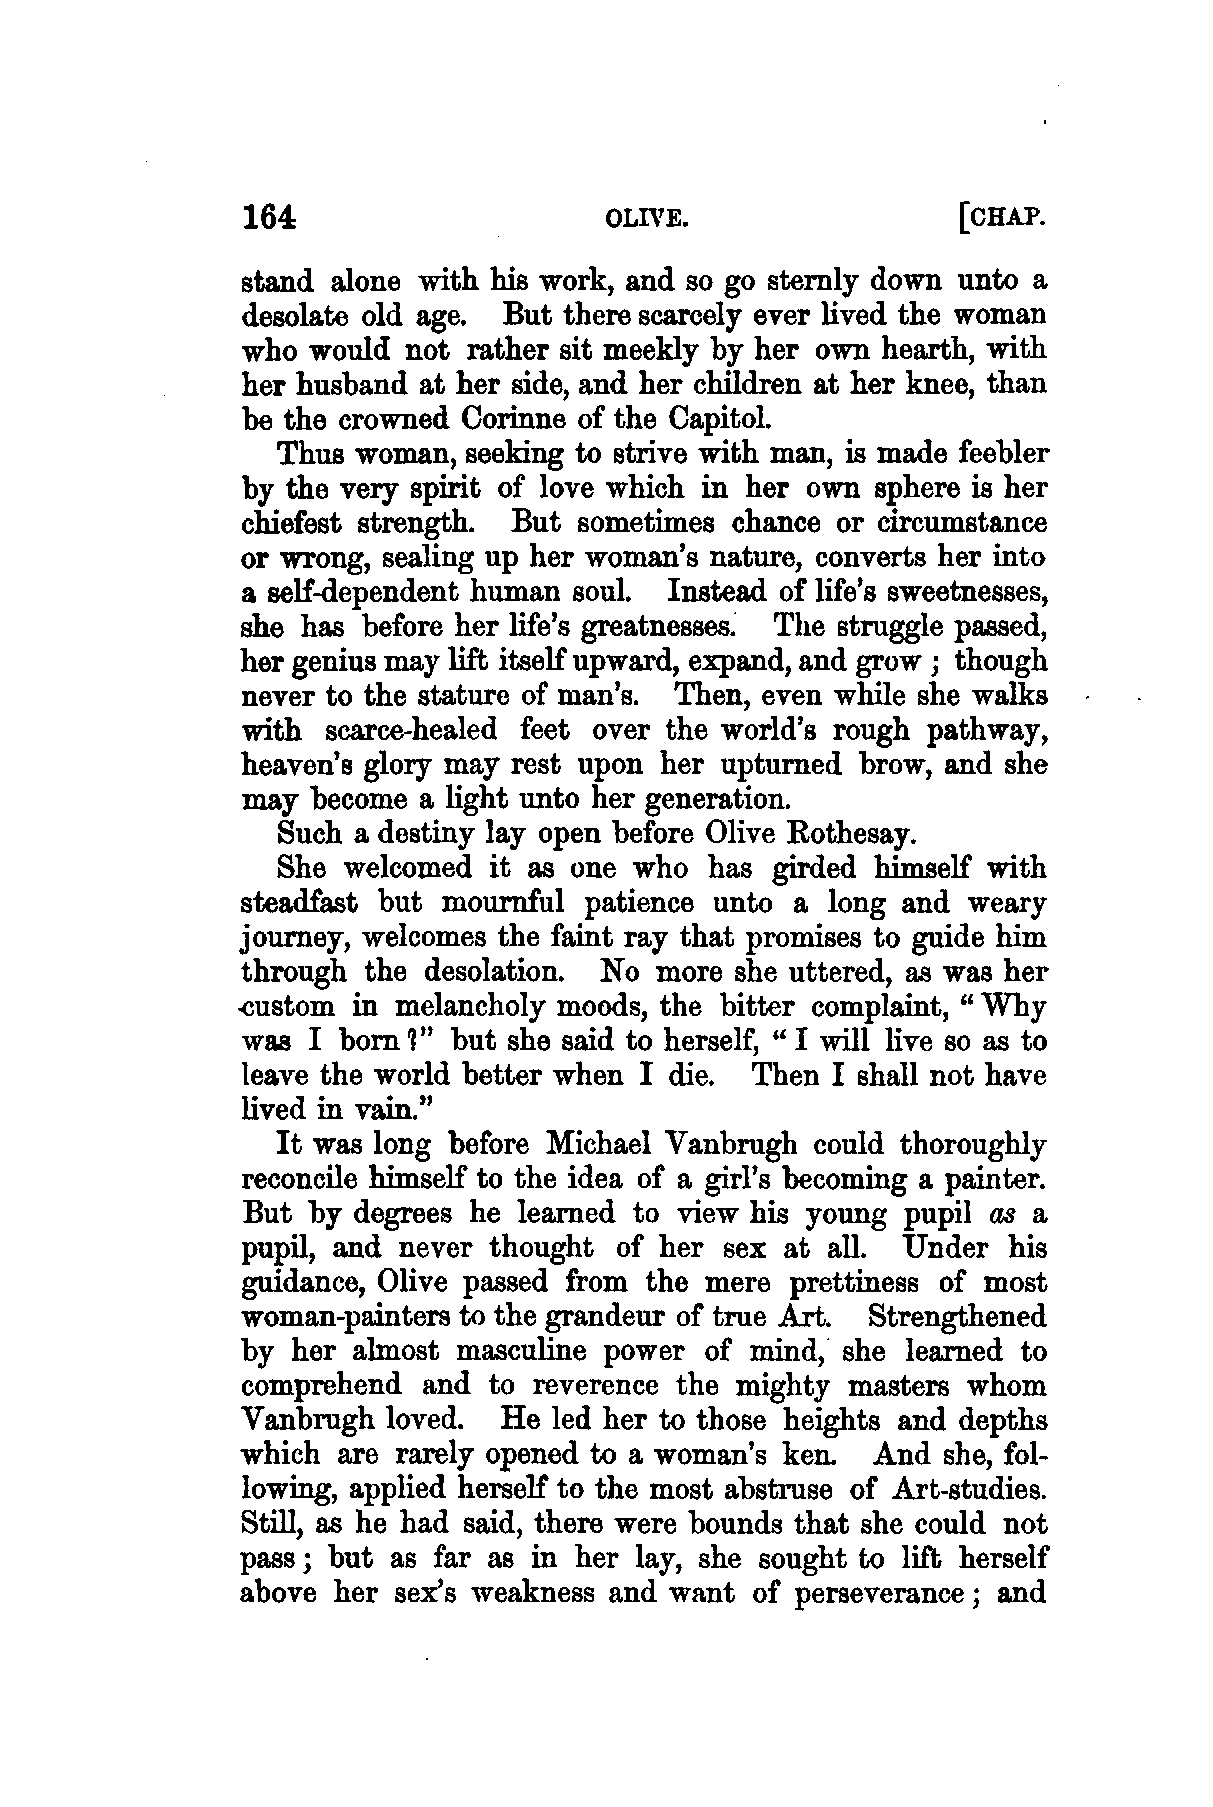 164 OLIVE. [CHAP.
stand alone with his work, and so go sternly down unto a
desolate old age. But there scarcely ever lived the woman
who would not rather sit meekly by her own hearth, with
her husband at her side, and her children at her knee, than
be the crowned Corinne of the Capitol.
Thus woman, seeking to strive with man, is made feebler
by the very spirit of love which in her own sphere is her
chiefest strength. But sometimes chance or circumstance
or wrong, sealing up her woman's nature, converts her into
a self-dependent human soul. Instead of life's sweetnesses,
she has before her life's greatnesses. The struggle passed,
her genius may lift itself upward, expand, and grow ; though
never to the stature of man's. Then, even while she walks
with scarce-healed feet over the world's rough pathway,
heaven's glory may rest upon her upturned brow, and she
may become a light unto her generation.
Such a destiny lay open before Olive Rothesay.
She welcomed it as one who has girded himself with
steadfast but mournful patience unto a long and weary
journey, welcomes the faint ray that promises to guide him
through the desolation. No more she uttered, as was her
custom in melancholy moods, the bitter complaint, “ Why
was I born ?” but she said to herself, “ I will live so as to
leave the world better when I die. Then I shall not have
lived in vain.”
It was long before Michael Vanbrugh could thoroughly
reconcile himself to the idea of a girl's becoming a painter.
But by degrees he learned to view his young pupil as a
pupil, and never thought of her sex at all. Under his
guidance, Olive passed from the mere prettiness of most
woman-painters to the grandeur of true Art. Strengthened
by her almost masculine power of mind, she learned to
comprehend and to reverence the mighty masters whom
Vanbrugh loved. He led her to those heights and depths
which are rarely opened to a woman's ken. And she, fol-
lowing, applied herself to the most abstruse of Art-studies.
Still, as he had said, there were bounds that she could not
pass ; but as far as in her lay, she sought to lift herself
above her sex's weakness and want of perseverance ; and